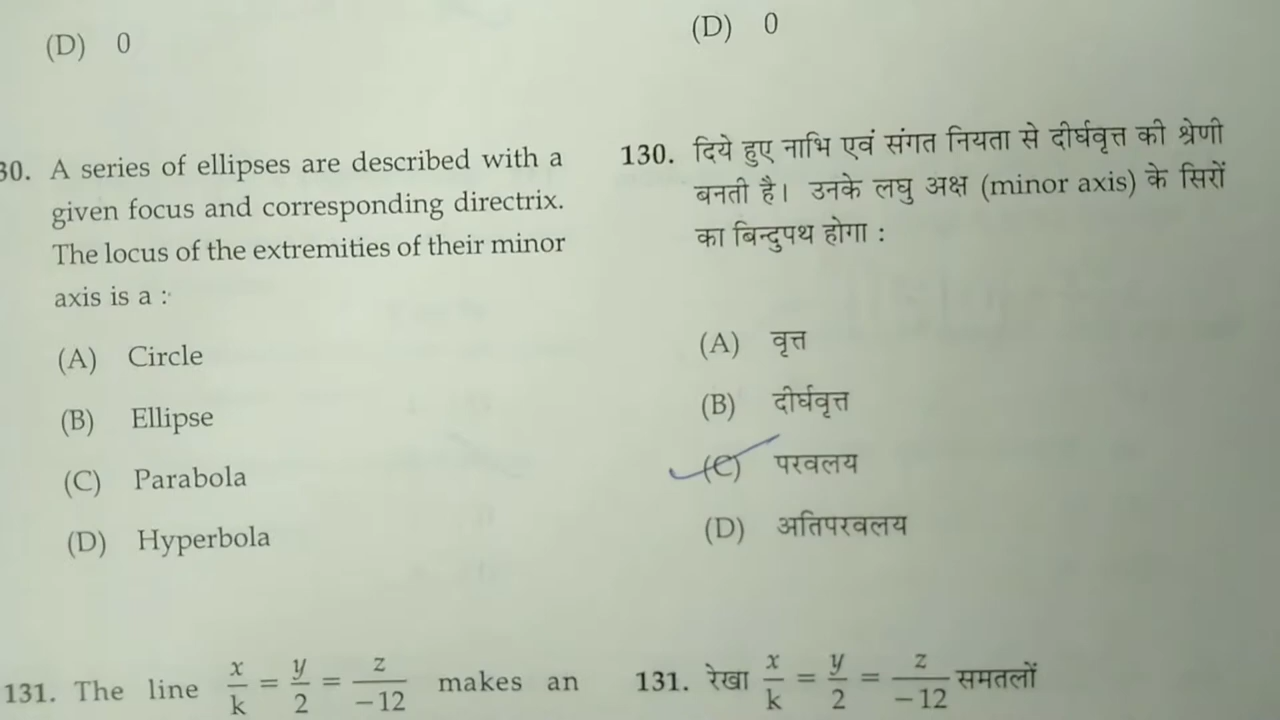 (D) 0
30. A series of ellipses are described with a
given focus and corresponding directrix.
The locus of the extremities of their minor
axis is a :
(A) Circle
(B) Ellipse
(C) Parabola
(D) Hyperbola
131. The line x/k = y/2 = z/-12 makes an
(D) 0
130. दिये हुए नाभि एवं संगत नियता से दीर्घवृत्त की श्रेणी
बनती है। उनके लघु अक्ष (minor axis) के सिरों
का बिन्दुपथ होगा :
(A) वृत्त
(B) दीर्घवृत्त
(C) परवलय
(D) अतिपरवलय
131. रेखा x/k = y/2 = z/-12 समतलों